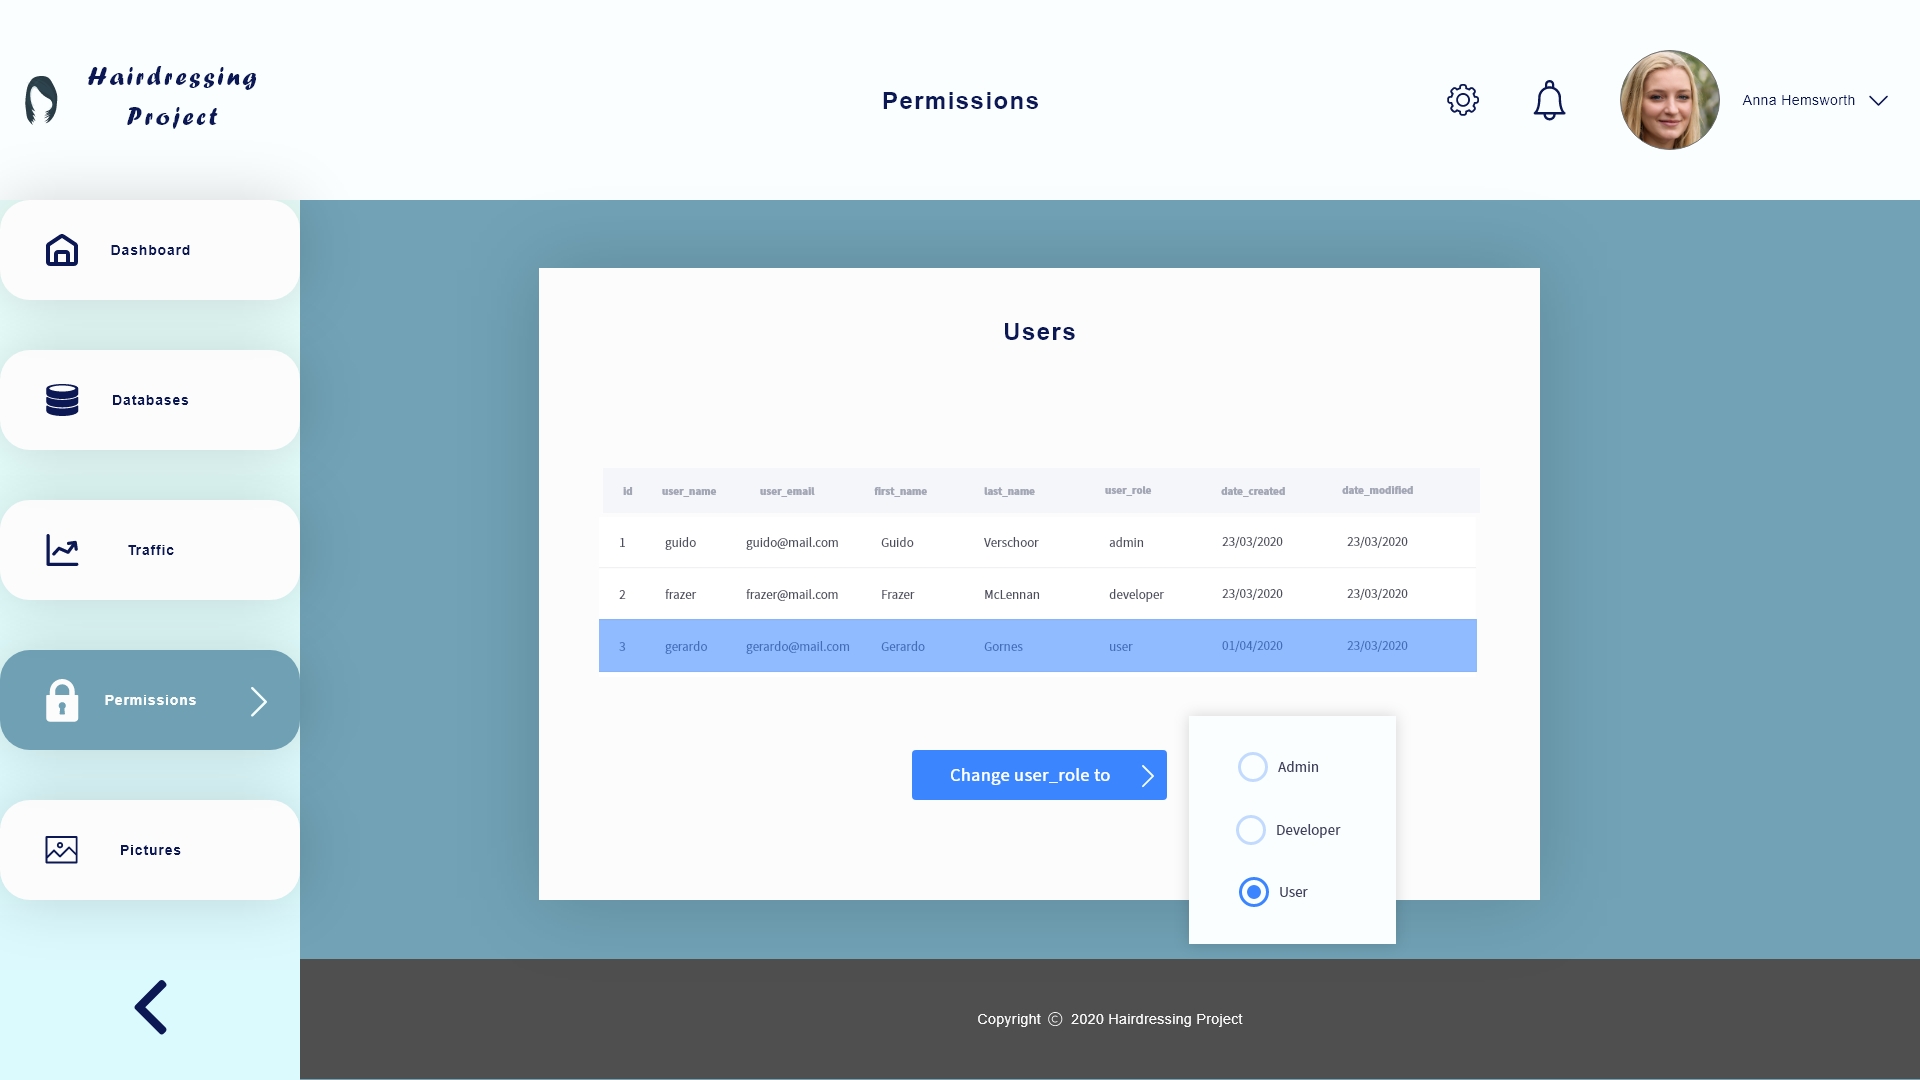 Hairdressing
Project
Permissions
Anna Hemsworth
Dashboard
Databases
Traffic
Permissions
Pictures
Users
id user_name user_email first_name last_name user_role date_created date_modified
1 guido guido@mail.com Guido Verschoor admin 23/03/2020 23/03/2020
2 frazer frazer@mail.com Frazer McLennan developer 23/03/2020 23/03/2020
3 gerardo gerardo@mail.com Gerardo Gornes user 01/04/2020 23/03/2020
Change user_role to
Admin
Developer
User
Copyright © 2020 Hairdressing Project